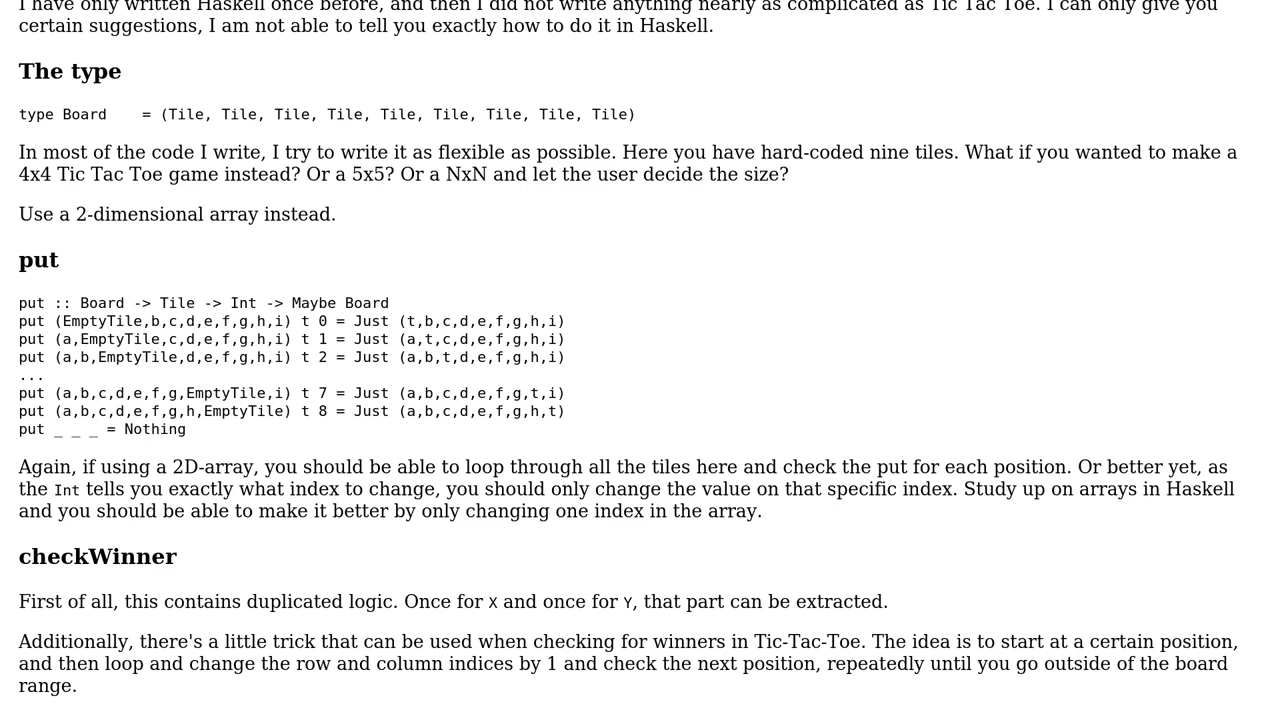 I have only written Haskell once before, and then I did not write anything nearly as complicated as Tic Tac Toe. I can only give you
certain suggestions, I am not able to tell you exactly how to do it in Haskell.
The type
type Board    = (Tile, Tile, Tile, Tile, Tile, Tile, Tile, Tile, Tile)
In most of the code I write, I try to write it as flexible as possible. Here you have hard-coded nine tiles. What if you wanted to make a
4x4 Tic Tac Toe game instead? Or a 5x5? Or a NxN and let the user decide the size?
Use a 2-dimensional array instead.
put
put :: Board -> Tile -> Int -> Maybe Board
put (EmptyTile,b,c,d,e,f,g,h,i) t 0 = Just (t,b,c,d,e,f,g,h,i)
put (a,EmptyTile,c,d,e,f,g,h,i) t 1 = Just (a,t,c,d,e,f,g,h,i)
put (a,b,EmptyTile,d,e,f,g,h,i) t 2 = Just (a,b,t,d,e,f,g,h,i)
...
put (a,b,c,d,e,f,g,EmptyTile,i) t 7 = Just (a,b,c,d,e,f,g,t,i)
put (a,b,c,d,e,f,g,h,EmptyTile) t 8 = Just (a,b,c,d,e,f,g,h,t)
put _ _ _ = Nothing
Again, if using a 2D-array, you should be able to loop through all the tiles here and check the put for each position. Or better yet, as
the Int tells you exactly what index to change, you should only change the value on that specific index. Study up on arrays in Haskell
and you should be able to make it better by only changing one index in the array.
checkWinner
First of all, this contains duplicated logic. Once for X and once for Y, that part can be extracted.
Additionally, there's a little trick that can be used when checking for winners in Tic-Tac-Toe. The idea is to start at a certain position,
and then loop and change the row and column indices by 1 and check the next position, repeatedly until you go outside of the board
range.